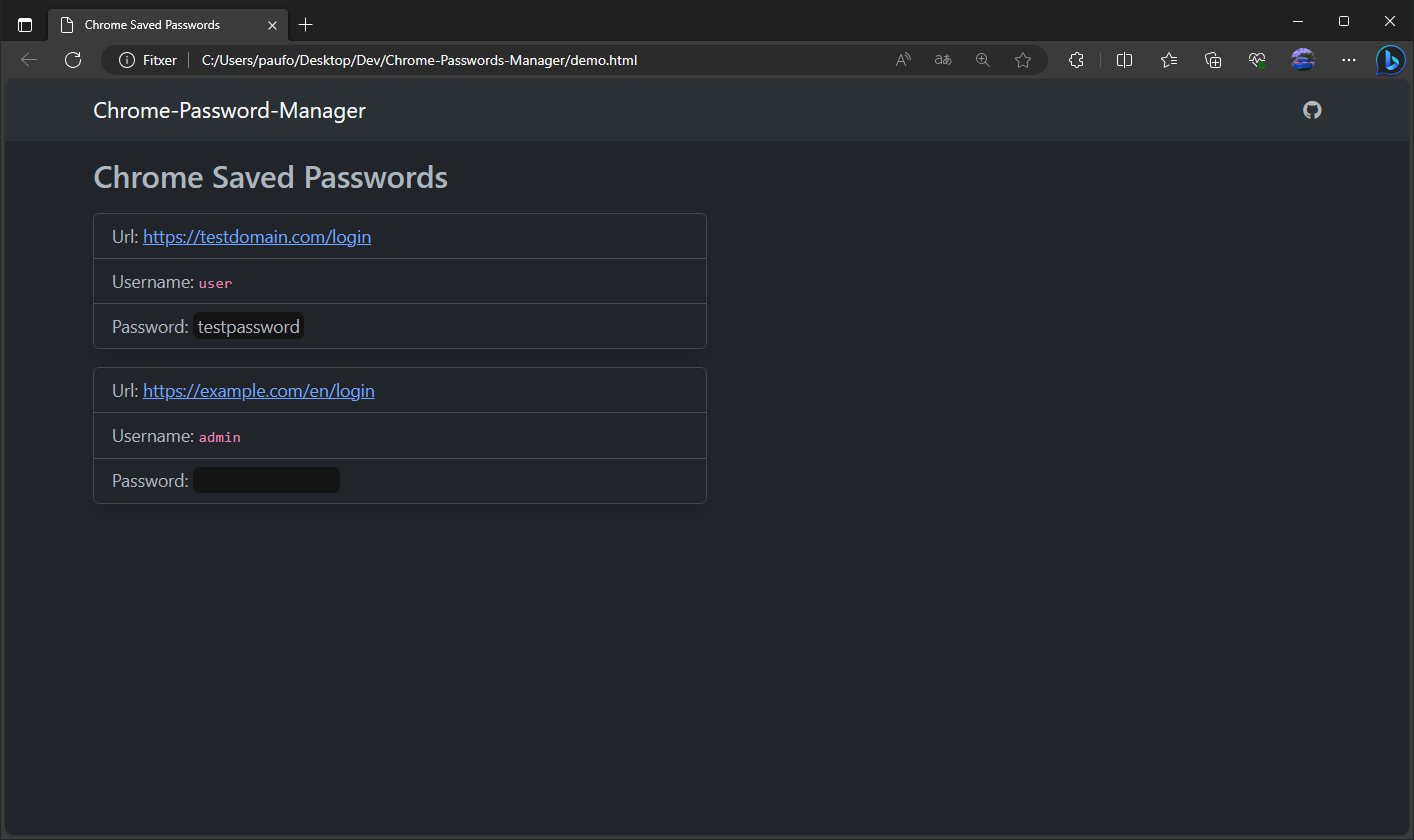 Chrome Saved Passwords
Fitxer
C:/Users/paufo/Desktop/Dev/Chrome-Passwords-Manager/demo.html
Chrome-Password-Manager
Chrome Saved Passwords
Url: https://testdomain.com/login
Username: user
Password: testpassword
Url: https://example.com/en/login
Username: admin
Password: